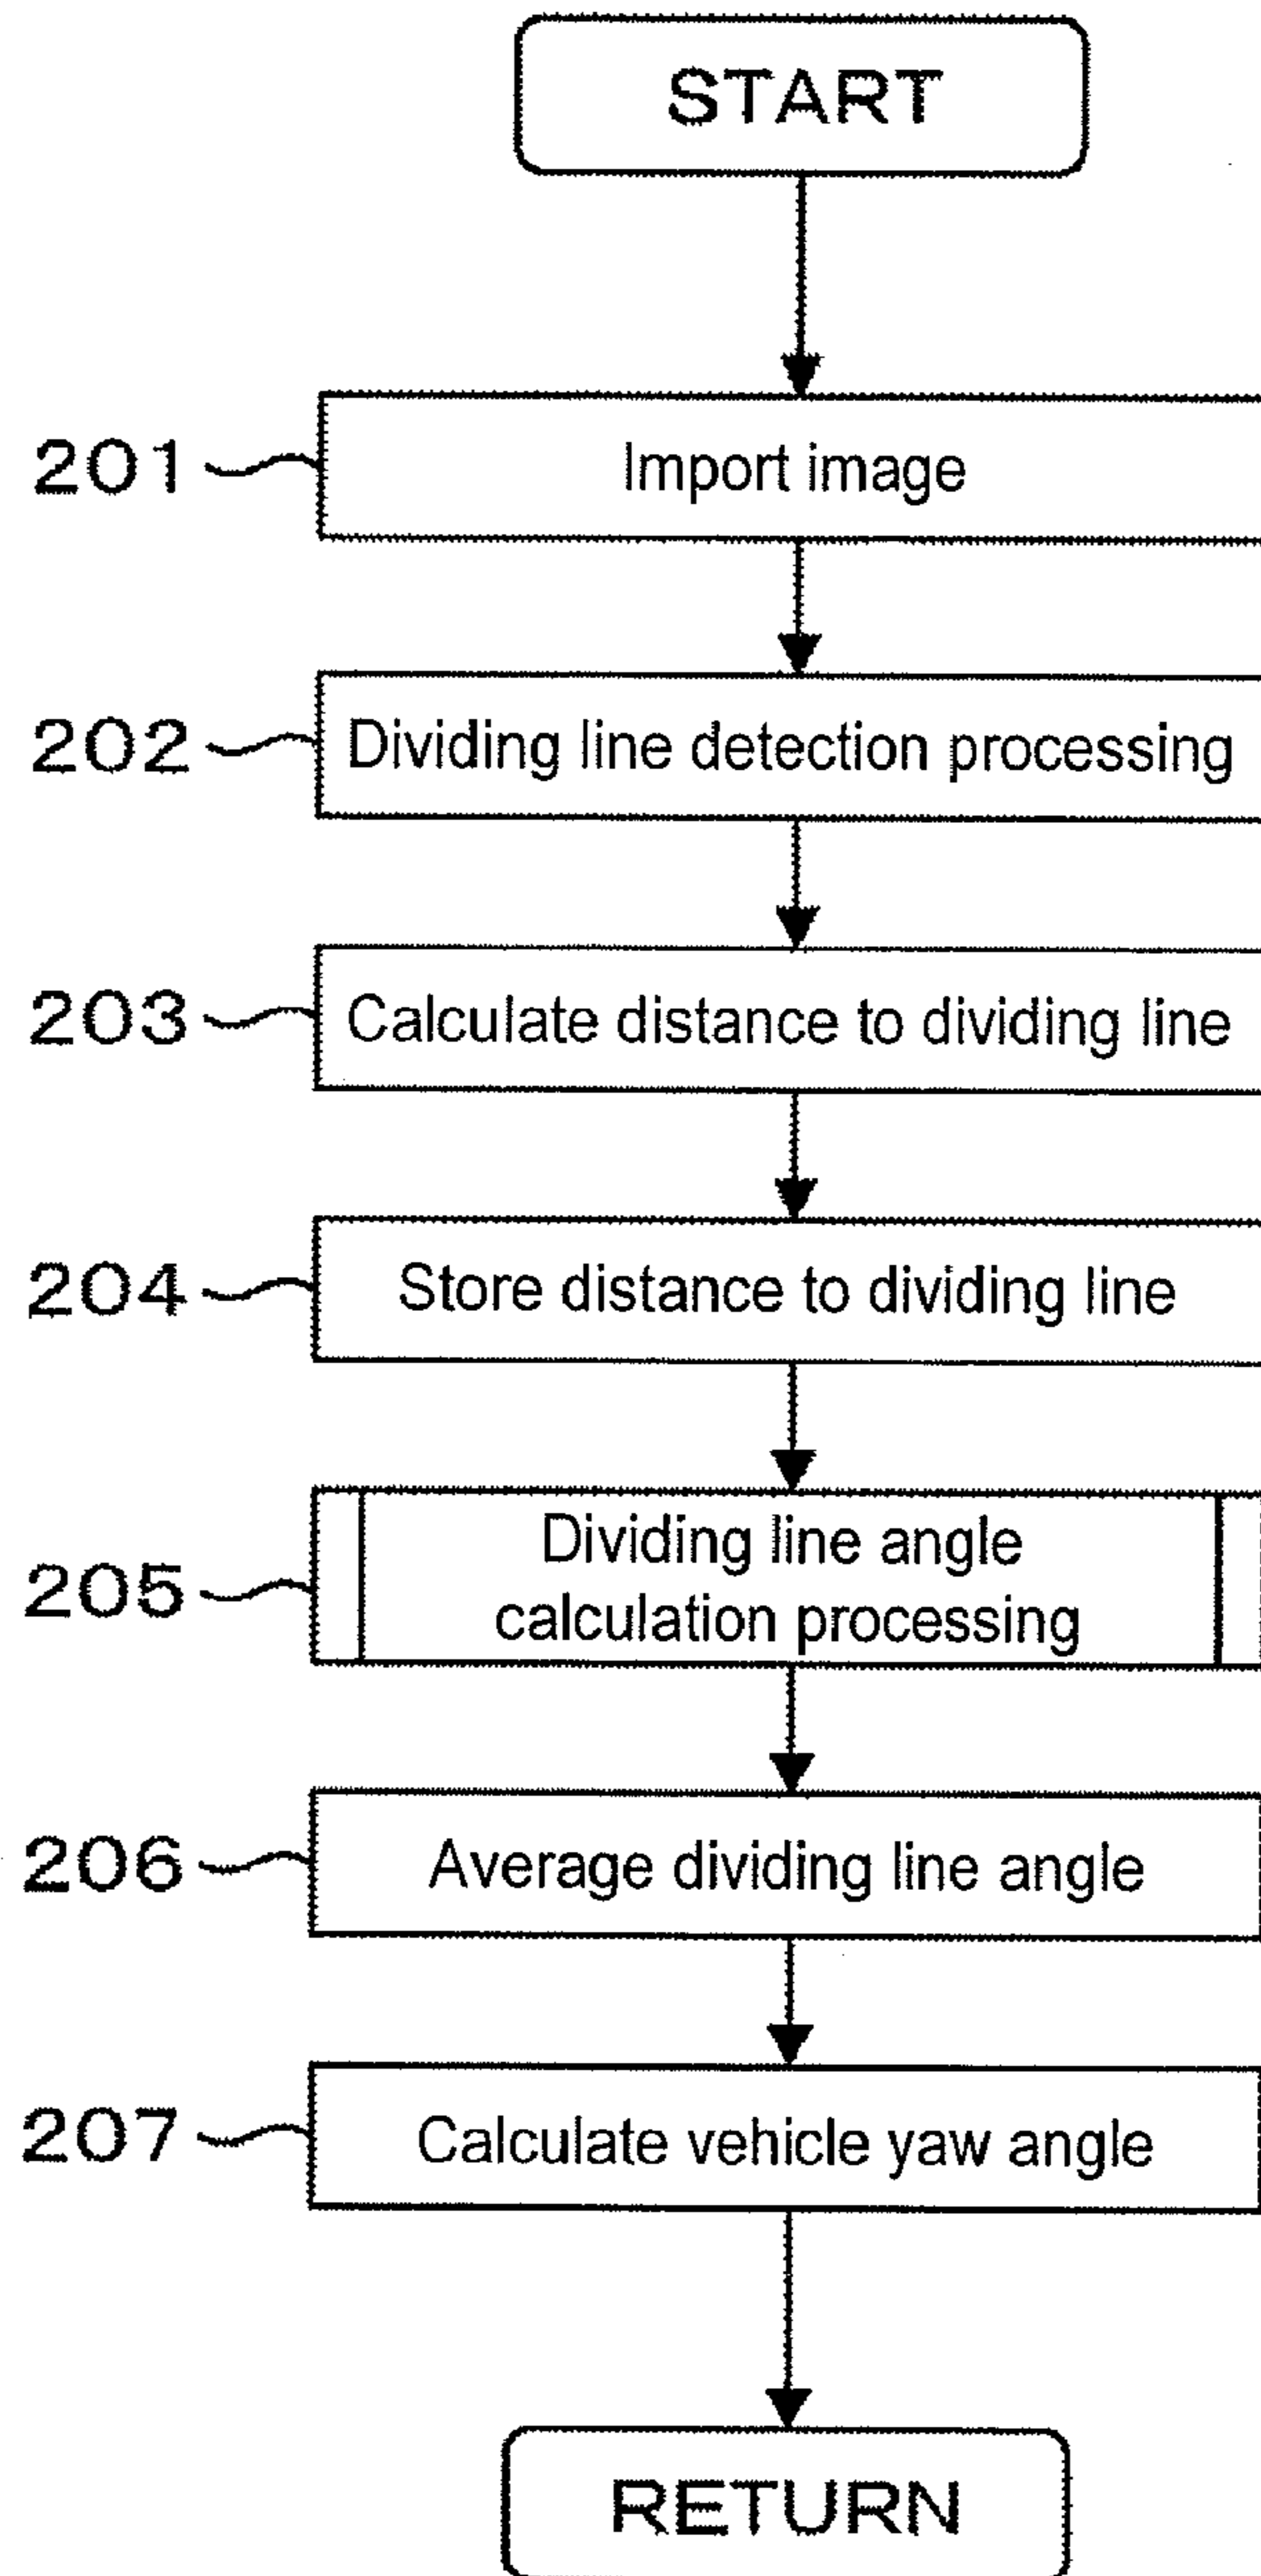 START
201 Import image
202 Dividing line detection processing
203 Calculate distance to dividing line
204 Store distance to dividing line
205 Dividing line angle
calculation processing
206 Average dividing line angle
207 Calculate vehicle yaw angle
RETURN